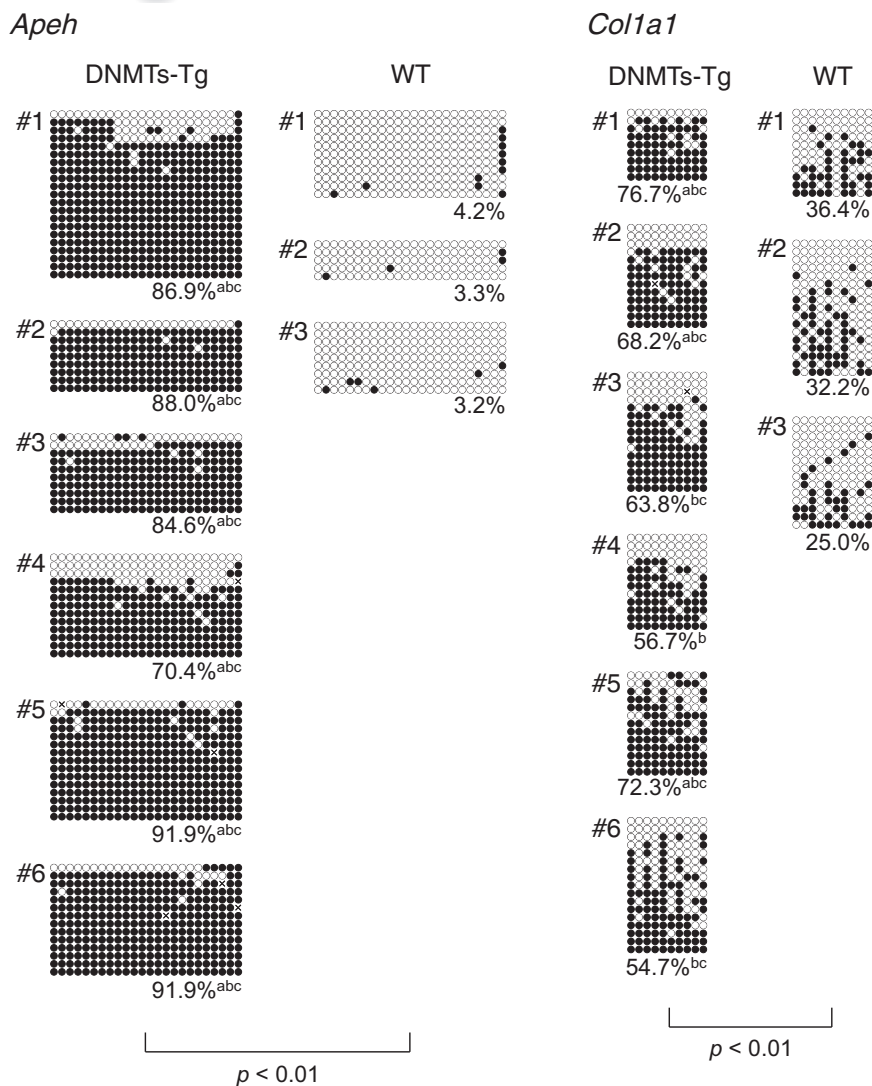 Apeh
DNMTs-Tg WT
#1
86.9%abc
#2
88.0%abc
#3
84.6%abc
#4
70.4%abc
#5
91.9%abc
#6
91.9%abc
#1
4.2%
#2
3.3%
#3
3.2%
p < 0.01
Col1a1
DNMTs-Tg WT
#1
76.7%abc
#2
68.2%abc
#3
63.8%bc
#4
56.7%b
#5
72.3%abc
#6
54.7%bc
#1
36.4%
#2
32.2%
#3
25.0%
p < 0.01